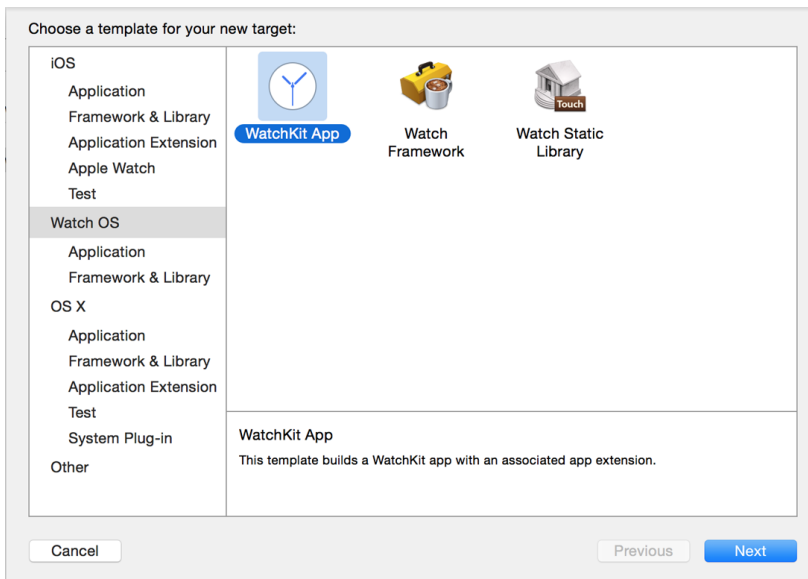 Choose a template for your new target:
iOS
Application
Framework & Library
Application Extension
Apple Watch
Test
Watch OS
Application
Framework & Library
OS X
Application
Framework & Library
Application Extension
Test
System Plug-in
Other
WatchKit App
Watch
Framework
Touch
Watch Static
Library
WatchKit App
This template builds a WatchKit app with an associated app extension.
Cancel
Previous
Next